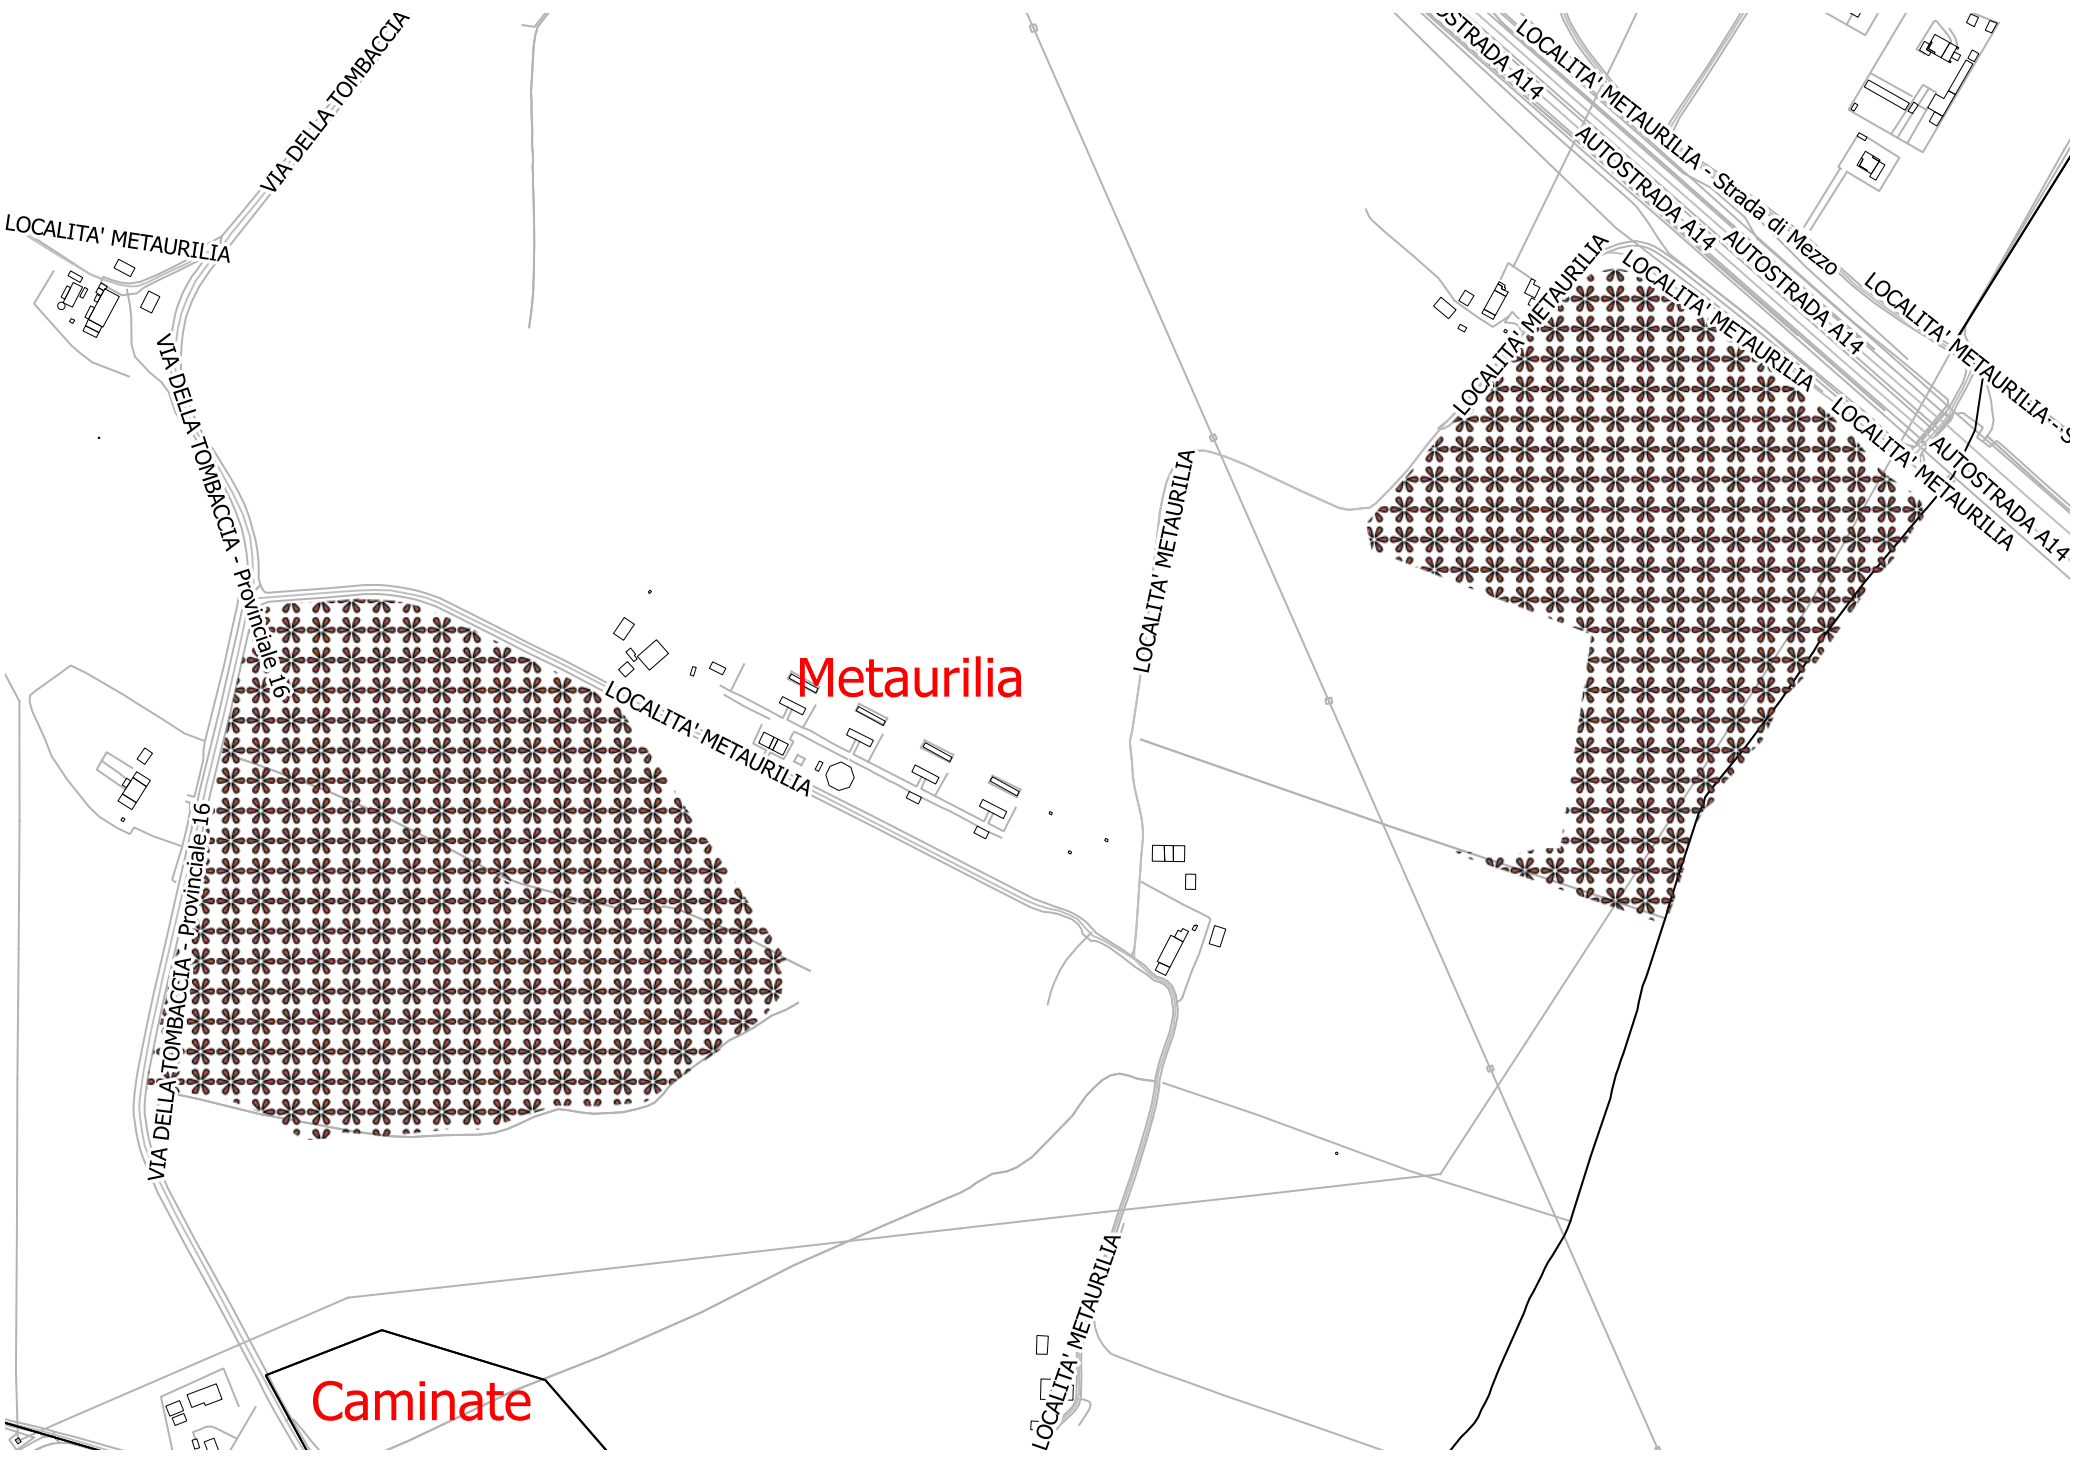 VIA DELLA TOMBACCIA
OSTRADA A14
LOCALITA' METAURILIA - Strada di Mezzo
AUTOSTRADA A14
LOCALITA' METAURILIA
LOCALITA' METAURILIA
LOCALITA' METAURILIA
AUTOSTRADA A14
LOCALITA' METAURILIA - S
VIA DELLA TOMBACCIA - Provinciale 16
LOCALITA' METAURILIA
LOCALITA' METAURILIA
AUTOSTRADA A14
LOCALITA' METAURILIA
Metaurilia
VIA DELLA TOMBACCIA - Provinciale 16
LOCALITA' METAURILIA
Caminate